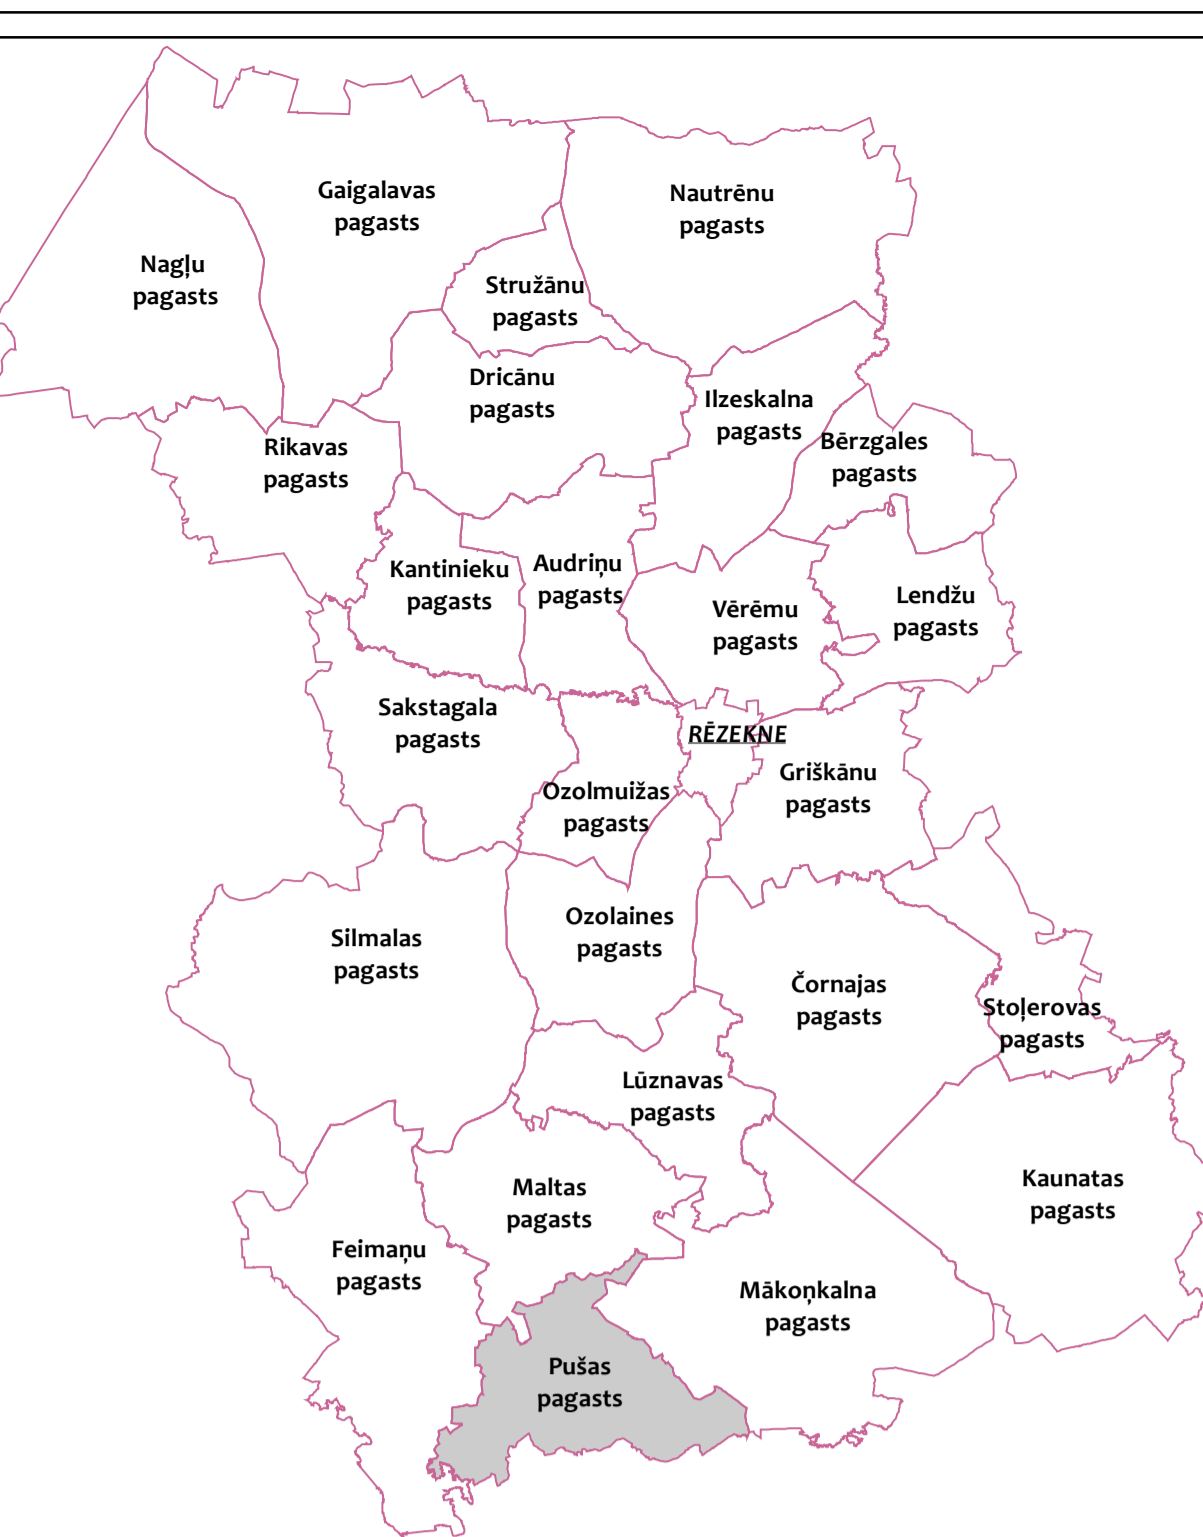 Gaigalavas
pagasts
Nautrēnu
pagasts
Nagļu
pagasts
Stružānu
pagasts
Dricānu
pagasts
Ilzeskalna
pagasts
Bērzgales
pagasts
Rikavas
pagasts
Kantinieku
pagasts
Audriņu
pagasts
Vērēmu
pagasts
Lendžu
pagasts
Sakstagala
pagasts
RĒZEKNE
Griškānu
pagasts
Ozolmuižas
pagasts
Ozolaines
pagasts
Silmalas
pagasts
Čornajas
pagasts
Stoļerovas
pagasts
Lūznavas
pagasts
Kaunatas
pagasts
Maltas
pagasts
Feimaņu
pagasts
Mākoņkalna
pagasts
Pušas
pagasts